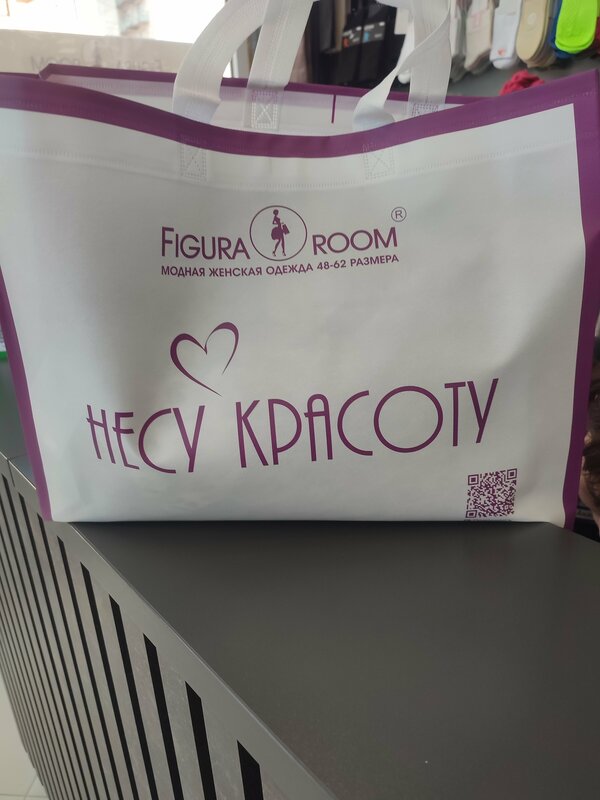 FIGURA ROOM ®
МОДНАЯ ЖЕНСКАЯ ОДЕЖДА 48-62 РАЗМЕРА
НЕСУ КРАСОТУ